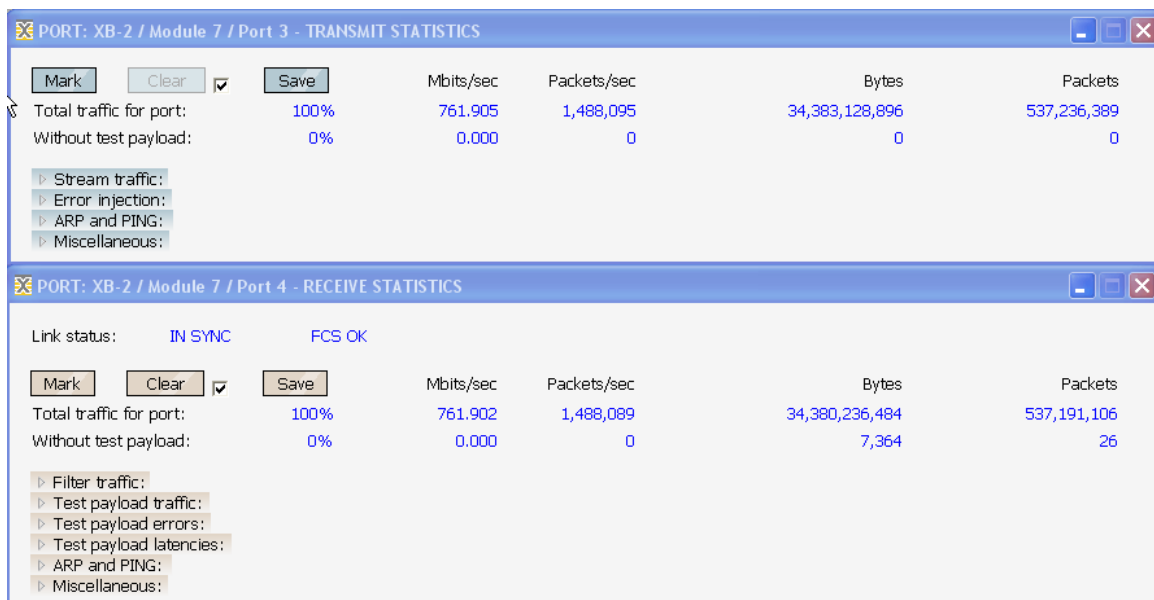 PORT: XB-2 / Module 7 / Port 3 - TRANSMIT STATISTICS
Mark Clear Save Mbits/sec Packets/sec Bytes Packets
Total traffic for port: 100% 761.905 1,488,095 34,383,128,896 537,236,389
Without test payload: 0% 0.000 0 0 0
Stream traffic:
Error injection:
ARP and PING:
Miscellaneous:
PORT: XB-2 / Module 7 / Port 4 - RECEIVE STATISTICS
Link status: IN SYNC FCS OK
Mark Clear Save Mbits/sec Packets/sec Bytes Packets
Total traffic for port: 100% 761.902 1,488,089 34,380,236,484 537,191,106
Without test payload: 0% 0.000 0 7,364 26
Filter traffic:
Test payload traffic:
Test payload errors:
Test payload latencies:
ARP and PING:
Miscellaneous: